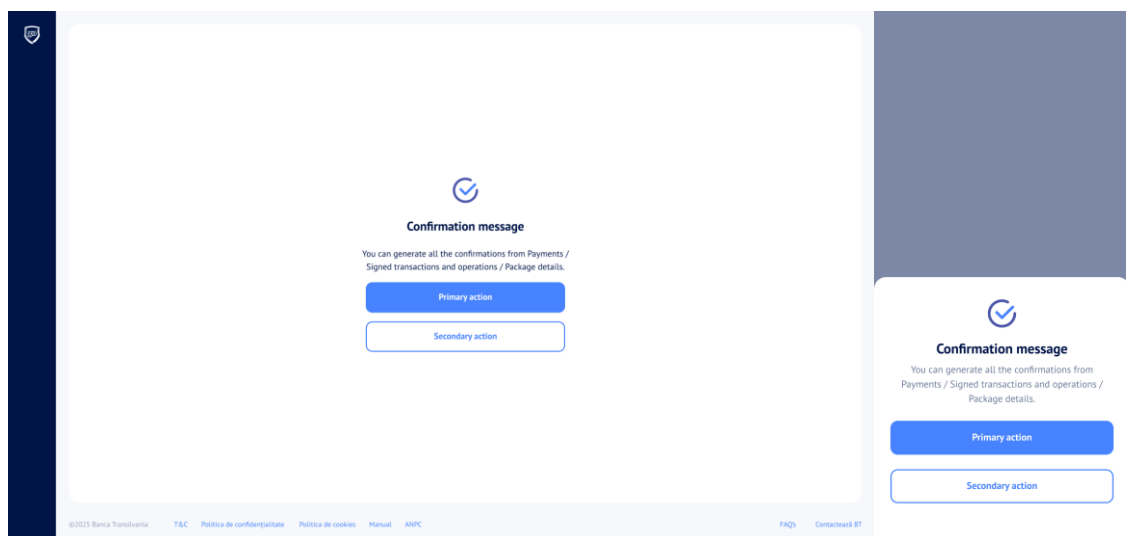 Confirmation message
You can generate all the confirmations from Payments /
Signed transactions and operations / Package details.
Primary action
Secondary action
©2025 Banca Transilvania T&C Politica de confidențialitate Politica de cookies Manual ANPC FAQ's Contactează BT
Confirmation message
You can generate all the confirmations from
Payments / Signed transactions and operations /
Package details.
Primary action
Secondary action